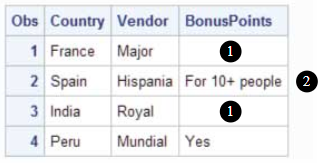 Obs Country Vendor BonusPoints
1 France Major 1
2 Spain Hispania For 10+ people 2
3 India Royal 1
4 Peru Mundial Yes